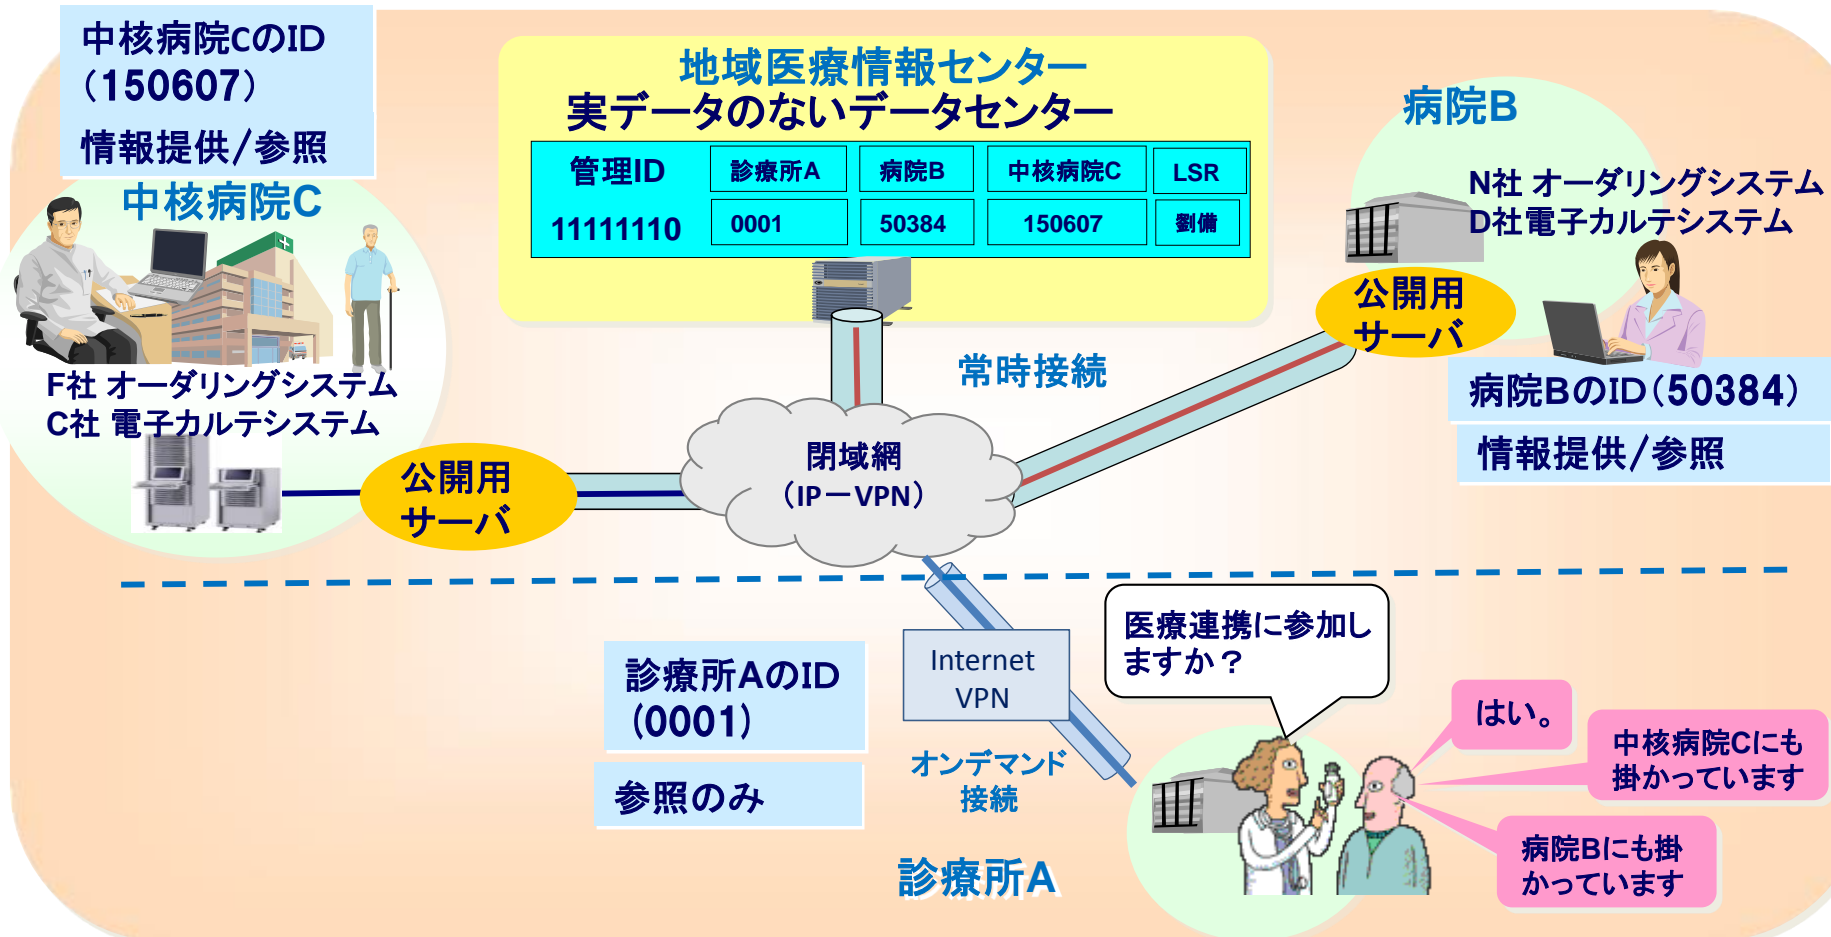 中核病院CのID
（150607）
情報提供/参照
中核病院C
F社 オーダリングシステム
C社 電子カルテシステム
公開用
サーバ
地域医療情報センター
実データのないデータセンター
管理ID 診療所A 病院B 中核病院C LSR
11111110 0001 50384 150607 劉備
常時接続
閉域網
（IP－VPN）
病院B
N社 オーダリングシステム
D社電子カルテシステム
公開用
サーバ
病院BのID（50384）
情報提供/参照
診療所AのID
（0001）
参照のみ
Internet
VPN
オンデマンド
接続
診療所A
医療連携に参加し
ますか？
はい。
中核病院Cにも
掛かっています
病院Bにも掛
かっています